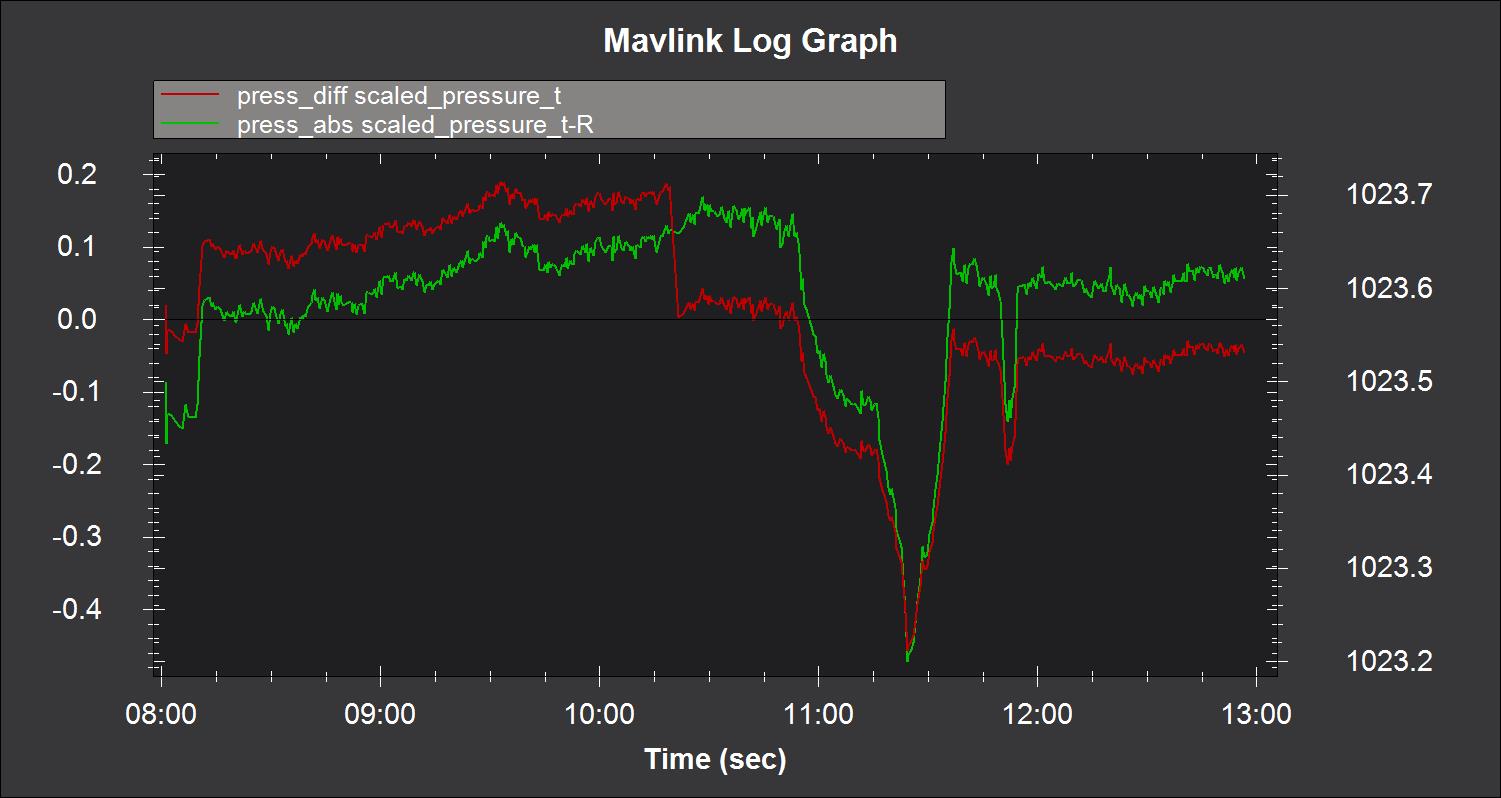 Mavlink Log Graph
press_diff scaled_pressure_t
press_abs scaled_pressure_t-R
0.2
0.1
0.0
-0.1
-0.2
-0.3
-0.4
1023.7
1023.6
1023.5
1023.4
1023.3
1023.2
08:00 09:00 10:00 11:00 12:00 13:00
Time (sec)